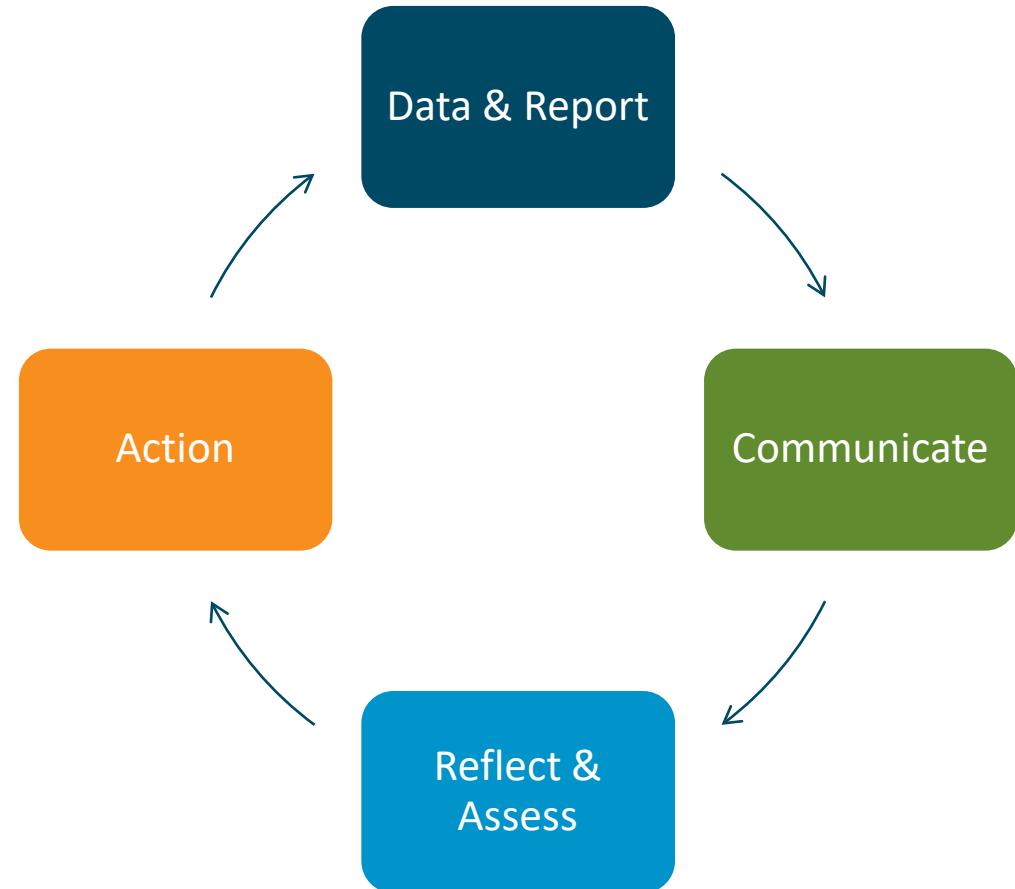 Data & Report
Communicate
Reflect &
Assess
Action